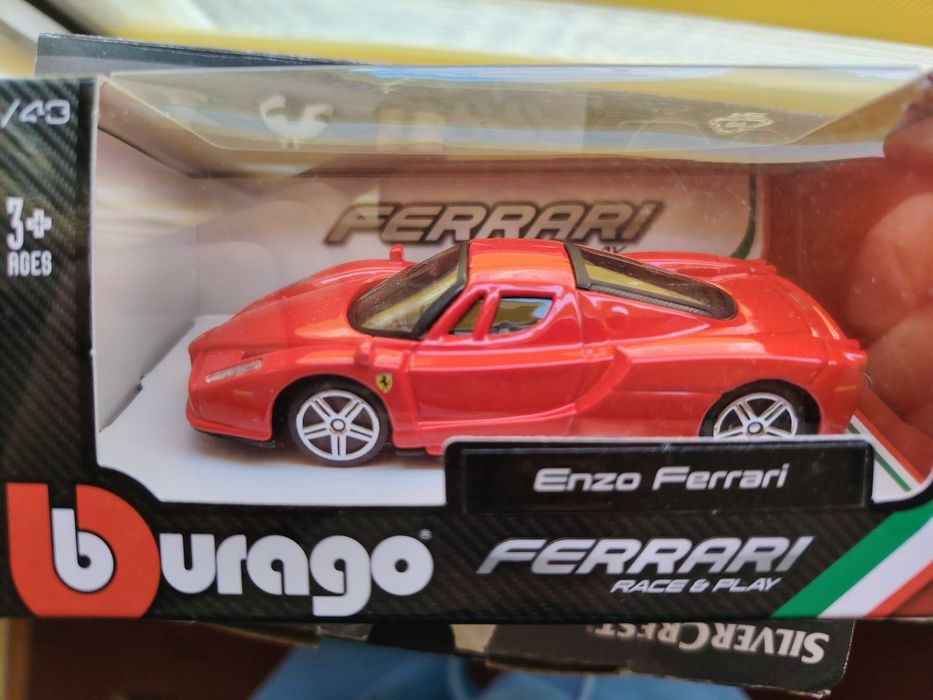 /43
3+
AGES
FERRARI
Enzo Ferrari
burago®
FERRARI
RACE & PLAY
SILVERCREST